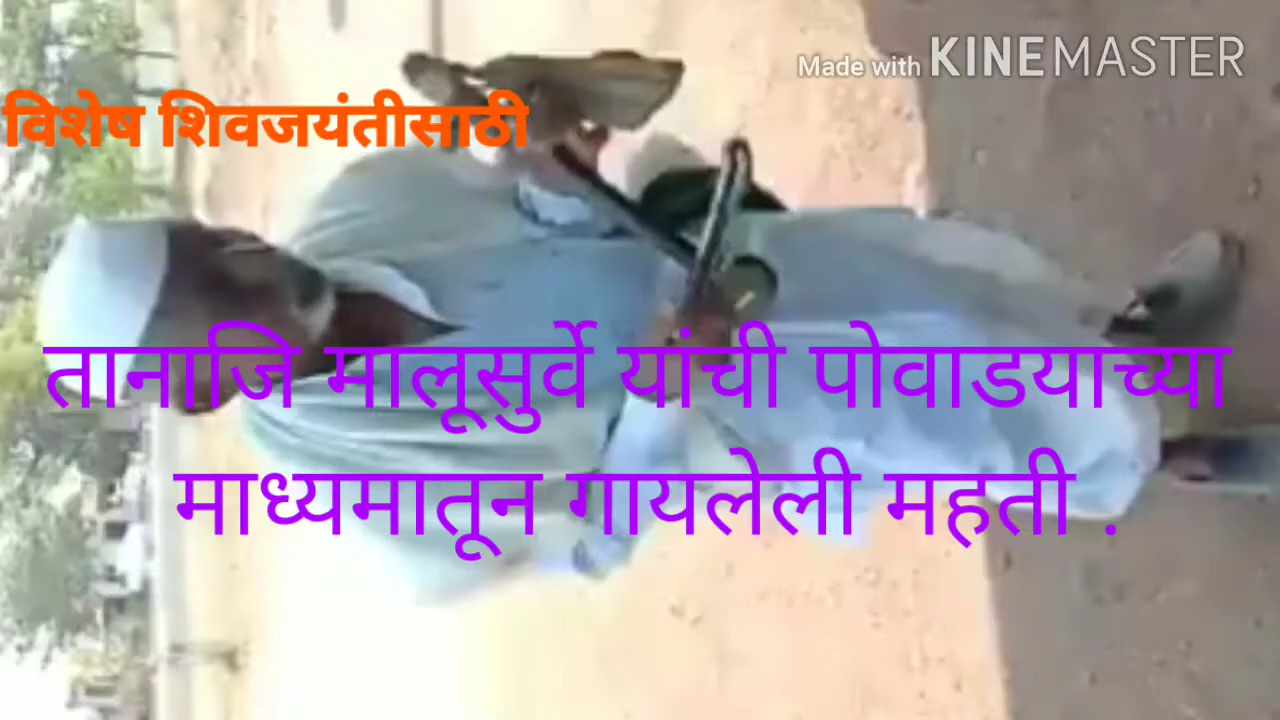 Made with KINEMASTER
विशेष शिवजयंतीसाठी
तानाजि मालूसुर्वे यांची पोवाडयाच्या
माध्यमातून गायलेली महती .